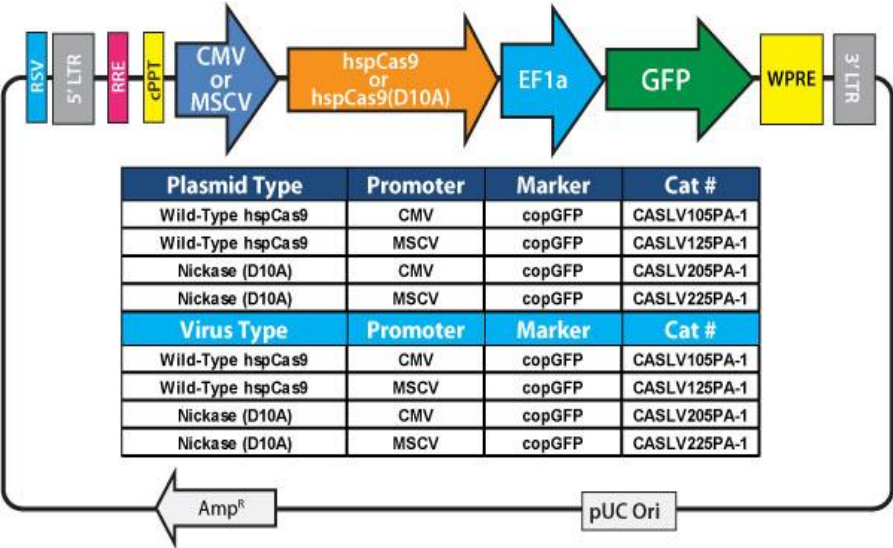 RSV
5' LTR
RRE
cPPT
CMV
or
MSCV
hspCas9
or
hspCas9(D10A)
EF1a
GFP
WPRE
3' LTR
Plasmid Type Promoter Marker Cat #
Wild-Type hspCas9 CMV copGFP CASLV105PA-1
Wild-Type hspCas9 MSCV copGFP CASLV125PA-1
Nickase (D10A) CMV copGFP CASLV205PA-1
Nickase (D10A) MSCV copGFP CASLV225PA-1
Virus Type Promoter Marker Cat #
Wild-Type hspCas9 CMV copGFP CASLV105PA-1
Wild-Type hspCas9 MSCV copGFP CASLV125PA-1
Nickase (D10A) CMV copGFP CASLV205PA-1
Nickase (D10A) MSCV copGFP CASLV225PA-1
Ampᴿ
pUC Ori